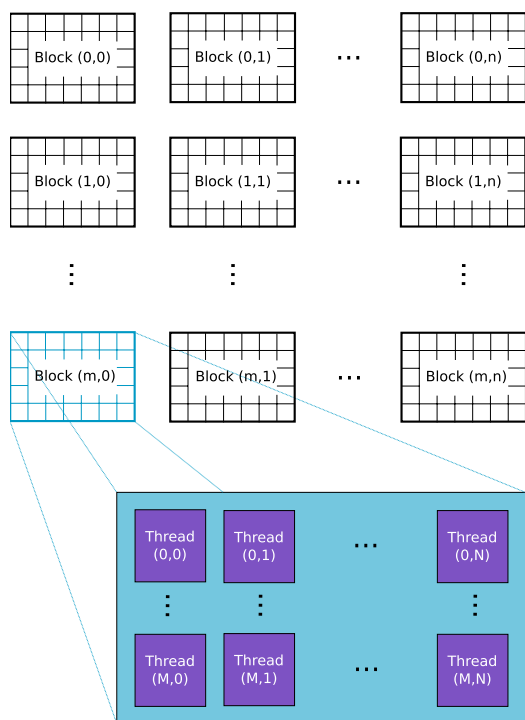 Block (0,0) Block (0,1) ... Block (0,n)
Block (1,0) Block (1,1) ... Block (1,n)
Block (m,0) Block (m,1) ... Block (m,n)
Thread Thread Thread
(0,0) (0,1) ... (0,N)
Thread Thread Thread
(M,0) (M,1) ... (M,N)